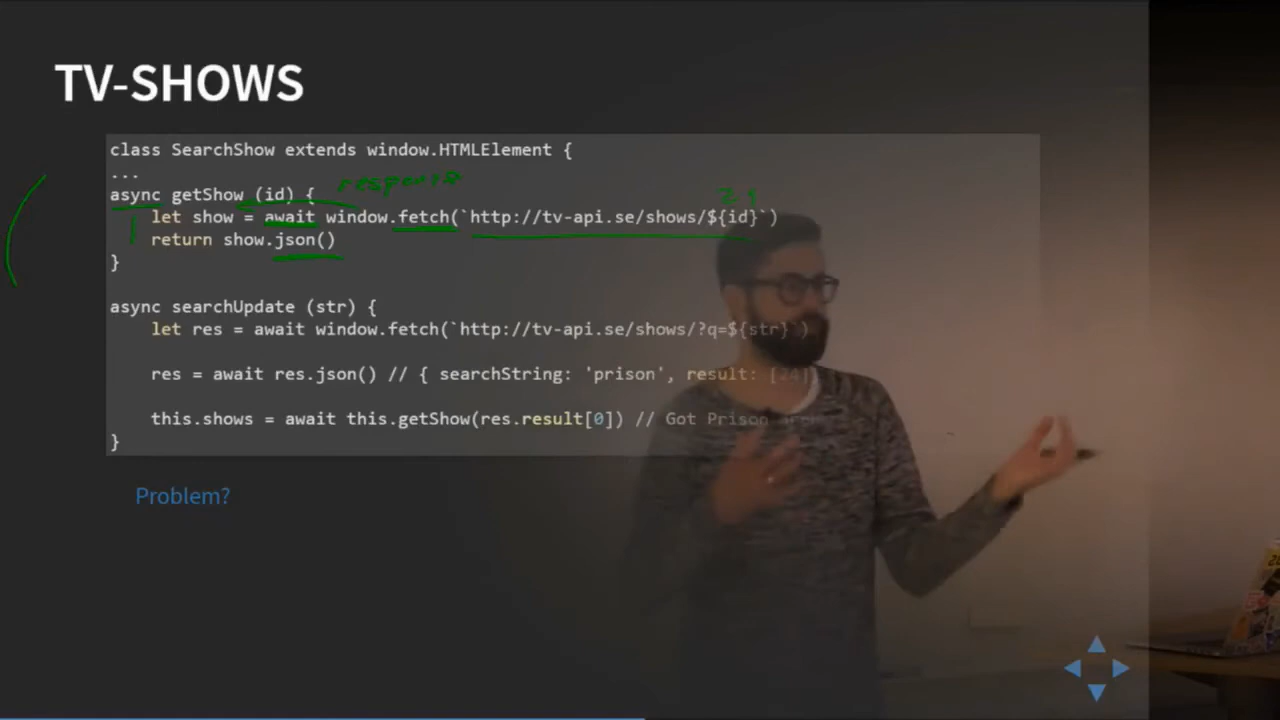 TV-SHOWS
class SearchShow extends window.HTMLElement {
...
response
async getShow (id) {
let show = await window.fetch(`http://tv-api.se/shows/${id}`)
return show.json()
}
async searchUpdate (str) {
let res = await window.fetch(`http://tv-api.se/shows/?q=${str}`)
res = await res.json() // { searchString: 'prison', result: [24]
this.shows = await this.getShow(res.result[0]) // Got Prison
}
Problem?